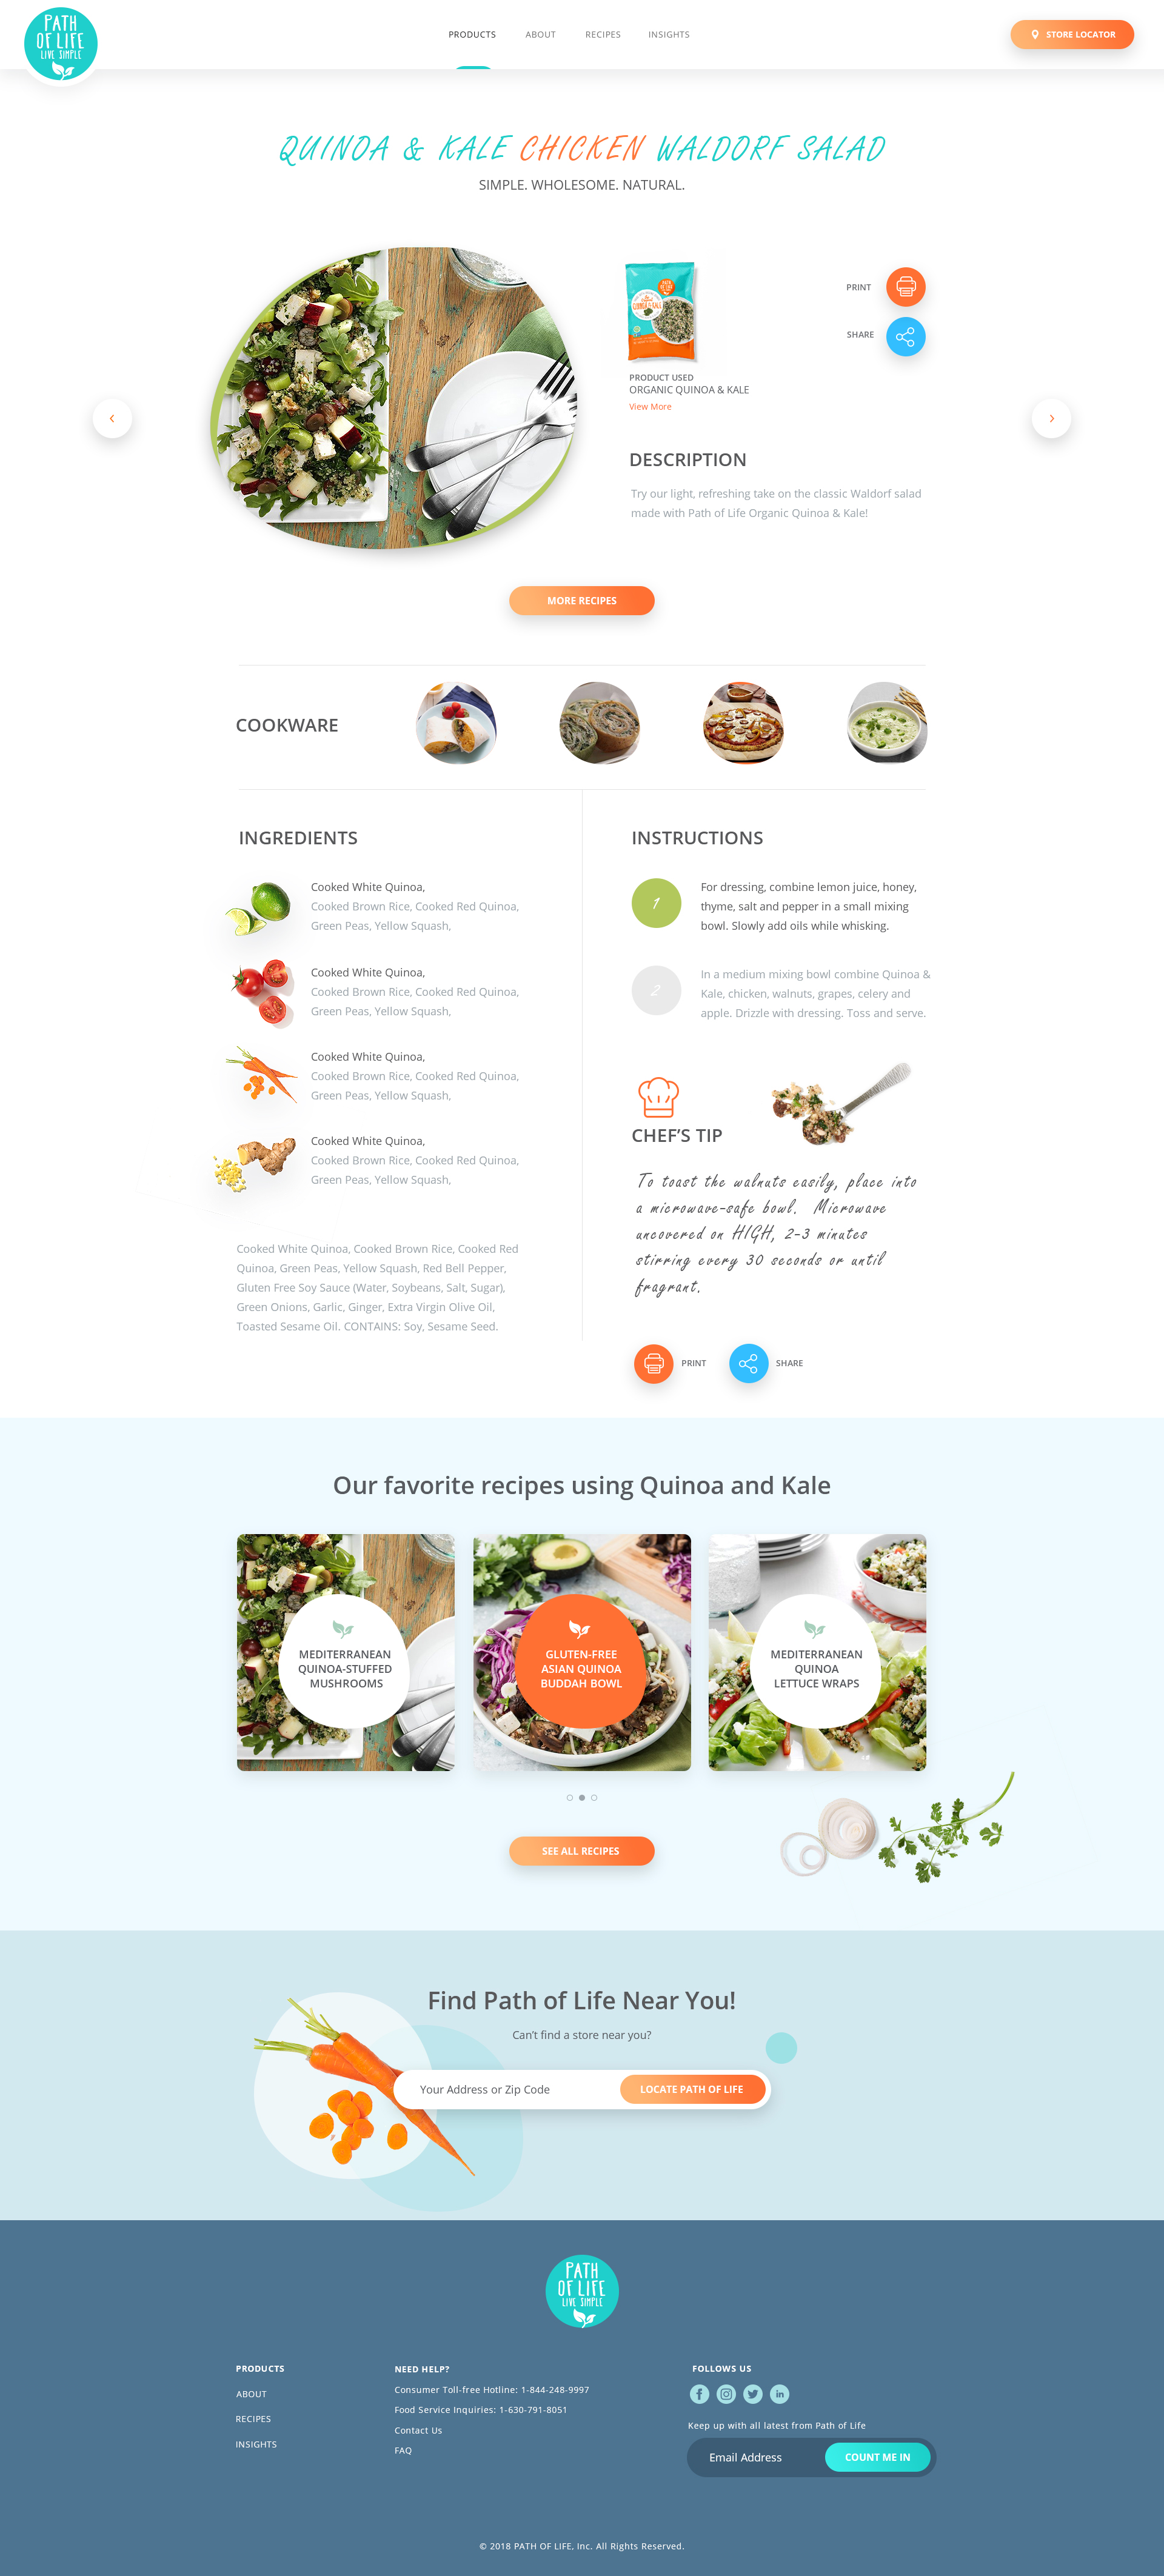 PATH
OF LIFE
LIVE SIMPLE
PRODUCTS
ABOUT
RECIPES
INSIGHTS
STORE LOCATOR
QUINOA & KALE CHICKEN WALDORF SALAD
SIMPLE. WHOLESOME. NATURAL.
PRINT
SHARE
PRODUCT USED
ORGANIC QUINOA & KALE
View More
DESCRIPTION
Try our light, refreshing take on the classic Waldorf salad
made with Path of Life Organic Quinoa & Kale!
MORE RECIPES
COOKWARE
INGREDIENTS
Cooked White Quinoa,
Cooked Brown Rice, Cooked Red Quinoa,
Green Peas, Yellow Squash,
Cooked White Quinoa,
Cooked Brown Rice, Cooked Red Quinoa,
Green Peas, Yellow Squash,
Cooked White Quinoa,
Cooked Brown Rice, Cooked Red Quinoa,
Green Peas, Yellow Squash,
Cooked White Quinoa,
Cooked Brown Rice, Cooked Red Quinoa,
Green Peas, Yellow Squash,
Cooked White Quinoa, Cooked Brown Rice, Cooked Red
Quinoa, Green Peas, Yellow Squash, Red Bell Pepper,
Gluten Free Soy Sauce (Water, Soybeans, Salt, Sugar),
Green Onions, Garlic, Ginger, Extra Virgin Olive Oil,
Toasted Sesame Oil. CONTAINS: Soy, Sesame Seed.
INSTRUCTIONS
1
For dressing, combine lemon juice, honey,
thyme, salt and pepper in a small mixing
bowl. Slowly add oils while whisking.
2
In a medium mixing bowl combine Quinoa &
Kale, chicken, walnuts, grapes, celery and
apple. Drizzle with dressing. Toss and serve.
CHEF'S TIP
To toast the walnuts easily, place into
a microwave-safe bowl. Microwave
uncovered on HIGH, 2-3 minutes
stirring every 30 seconds or until
fragrant.
PRINT
SHARE
Our favorite recipes using Quinoa and Kale
MEDITERRANEAN
QUINOA-STUFFED
MUSHROOMS
GLUTEN-FREE
ASIAN QUINOA
BUDDAH BOWL
MEDITERRANEAN
QUINOA
LETTUCE WRAPS
SEE ALL RECIPES
Find Path of Life Near You!
Can't find a store near you?
Your Address or Zip Code
LOCATE PATH OF LIFE
PATH
OF LIFE
LIVE SIMPLE
PRODUCTS
ABOUT
RECIPES
INSIGHTS
NEED HELP?
Consumer Toll-free Hotline: 1-844-248-9997
Food Service Inquiries: 1-630-791-8051
Contact Us
FAQ
FOLLOWS US
Keep up with all latest from Path of Life
Email Address
COUNT ME IN
© 2018 PATH OF LIFE, Inc. All Rights Reserved.